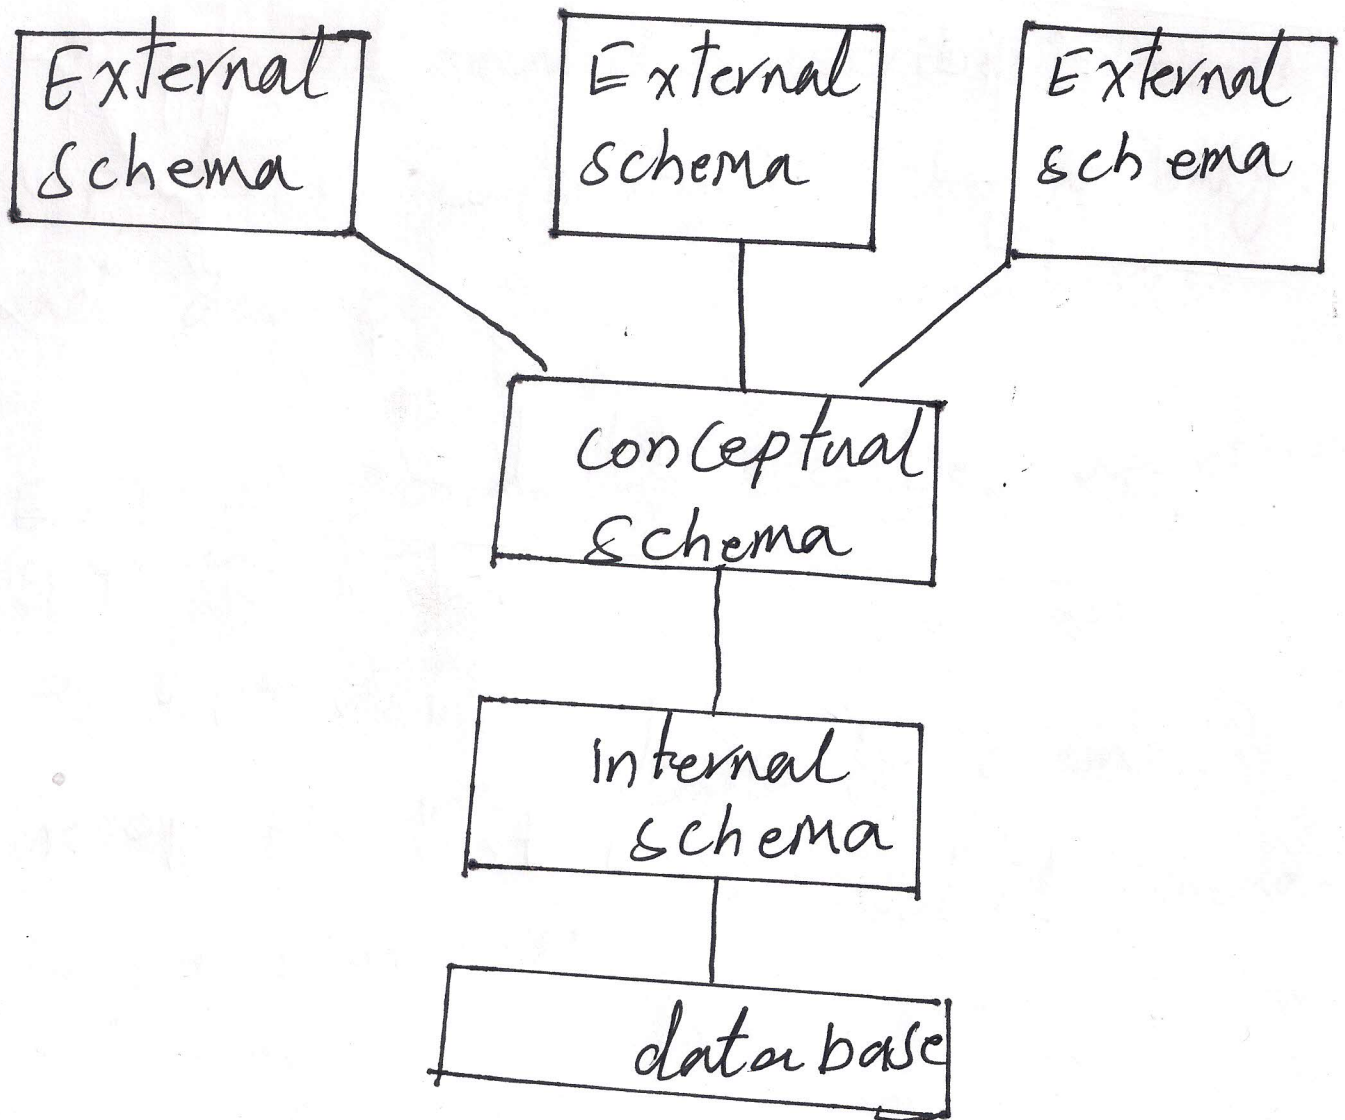 External
schema
External
schema
External
schema
conceptual
schema
internal
schema
database